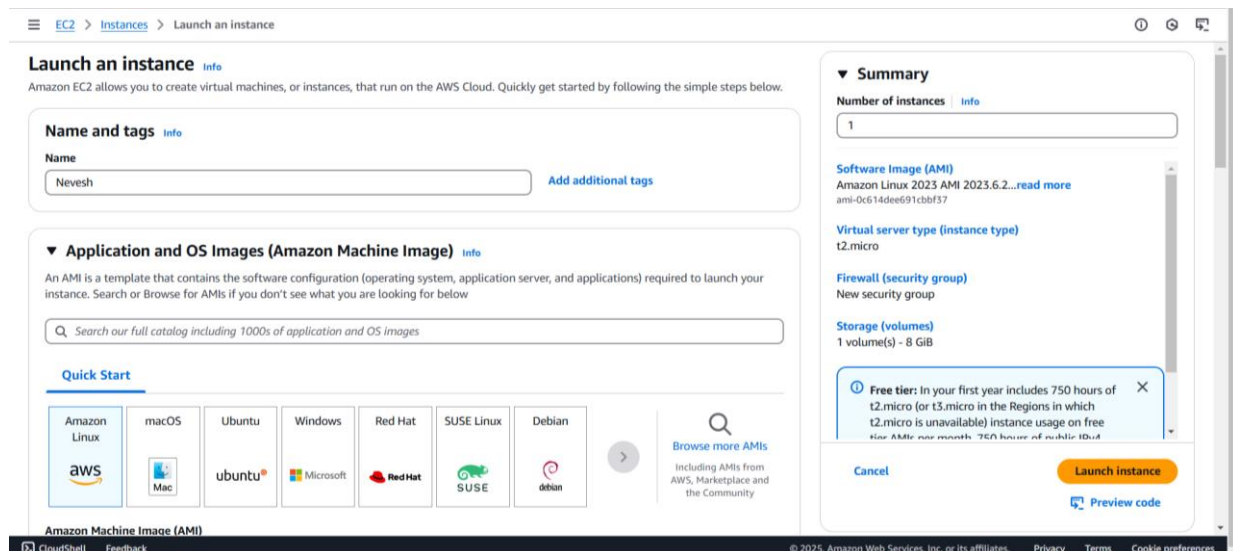 EC2 > Instances > Launch an instance
Launch an instance Info
Amazon EC2 allows you to create virtual machines, or instances, that run on the AWS Cloud. Quickly get started by following the simple steps below.
Name and tags Info
Name
Nevesh
Add additional tags
▼ Application and OS Images (Amazon Machine Image) Info
An AMI is a template that contains the software configuration (operating system, application server, and applications) required to launch your
instance. Search or Browse for AMIs if you don't see what you are looking for below
Search our full catalog including 1000s of application and OS images
Quick Start
Amazon
Linux
aws
macOS
Mac
Ubuntu
ubuntu®
Windows
Microsoft
Red Hat
Red Hat
SUSE Linux
SUSE
Debian
debian
Browse more AMIs
Including AMIs from
AWS, Marketplace and
the Community
Amazon Machine Image (AMI)
▼ Summary
Number of instances Info
1
Software Image (AMI)
Amazon Linux 2023 AMI 2023.6.2...read more
ami-0c614dee691cbbf37
Virtual server type (instance type)
t2.micro
Firewall (security group)
New security group
Storage (volumes)
1 volume(s) - 8 GiB
Free tier: In your first year includes 750 hours of
t2.micro (or t3.micro in the Regions in which
t2.micro is unavailable) instance usage on free
tier AMIs per month, 750 hours of public IPv4
Cancel
Launch instance
Preview code
CloudShell Feedback
© 2025, Amazon Web Services, Inc. or its affiliates. Privacy Terms Cookie preferences